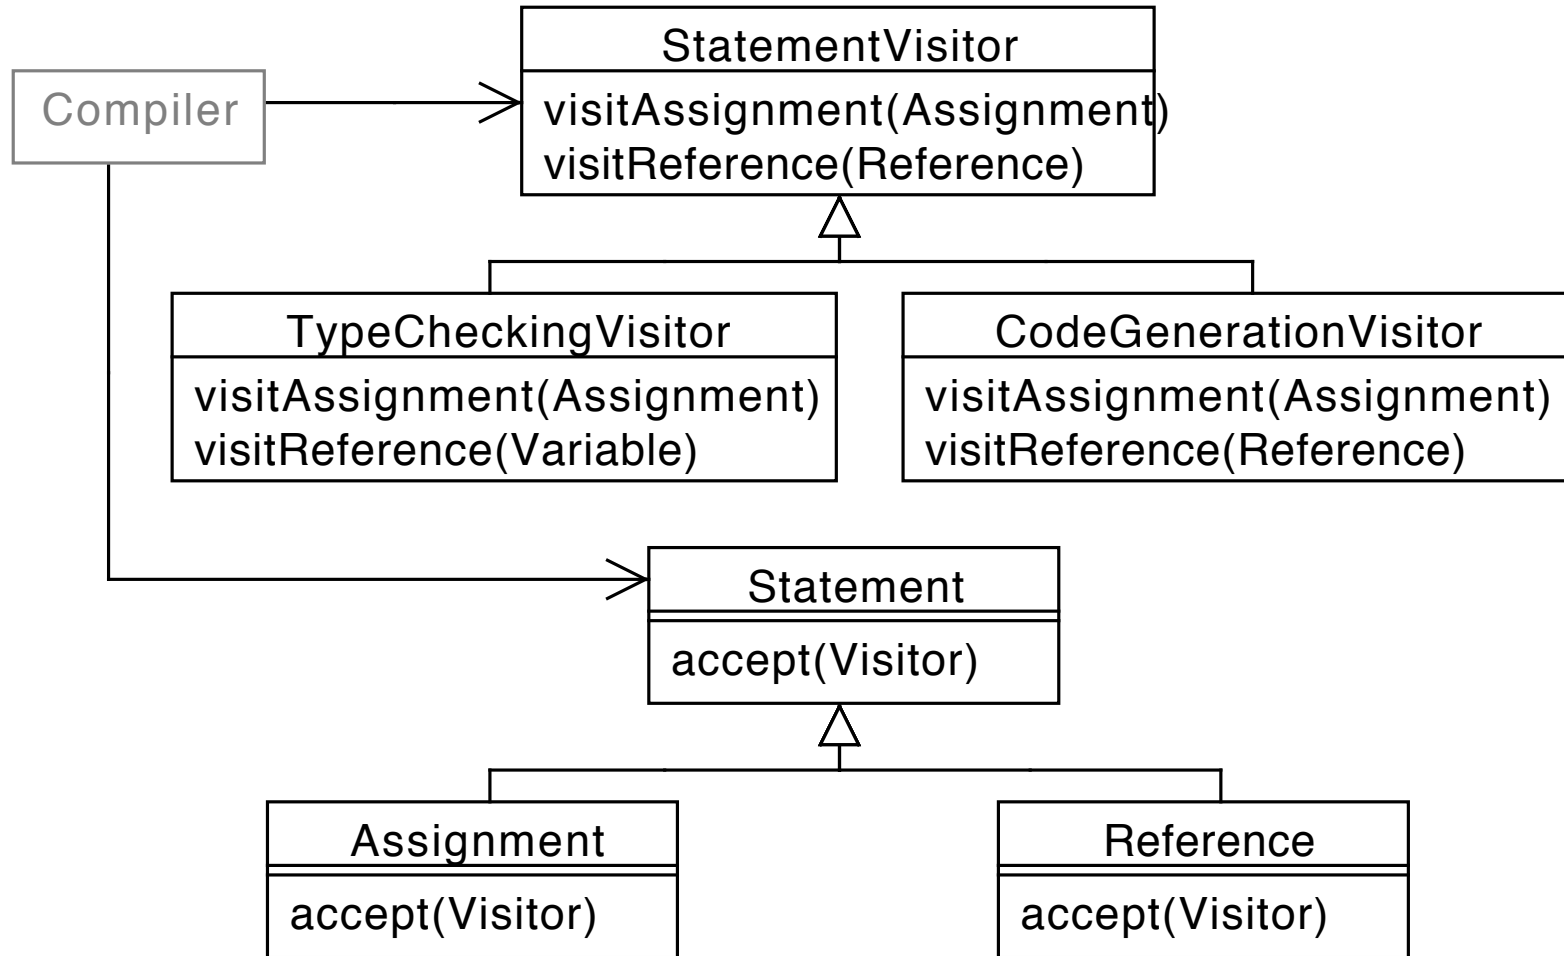 StatementVisitor
Compiler
visitAssignment(Assignment)
visitReference(Reference)
TypeCheckingVisitor
visitAssignment(Assignment)
visitReference(Variable)
CodeGenerationVisitor
visitAssignment(Assignment)
visitReference(Reference)
Statement
accept(Visitor)
Assignment
accept(Visitor)
Reference
accept(Visitor)